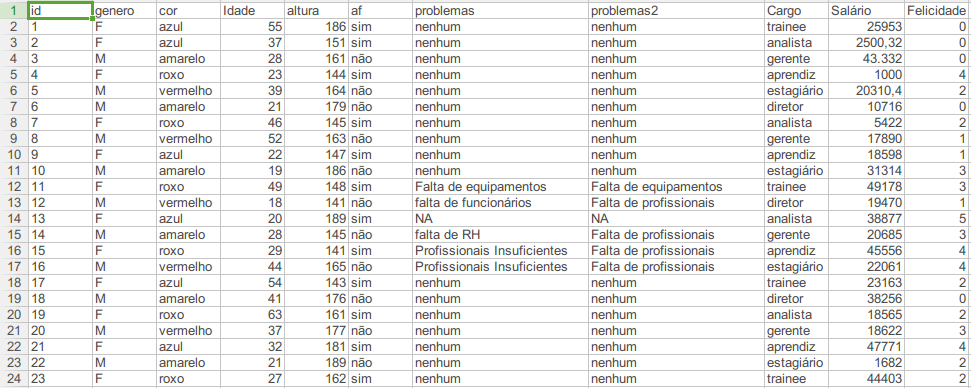 1 id genero cor Idade altura af problemas problemas2 Cargo Salário Felicidade
2 1 F azul 55 186 sim nenhum nenhum trainee 25953 0
3 2 F azul 37 151 sim nenhum nenhum analista 2500,32 0
4 3 M amarelo 28 161 não nenhum nenhum gerente 43.332 0
5 4 F roxo 23 144 sim nenhum nenhum aprendiz 1000 4
6 5 M vermelho 39 164 não nenhum nenhum estagiário 20310,4 2
7 6 M amarelo 21 179 não nenhum nenhum diretor 10716 0
8 7 F roxo 46 145 sim nenhum nenhum analista 5422 2
9 8 M vermelho 52 163 não nenhum nenhum gerente 17890 1
10 9 F azul 22 147 sim nenhum nenhum aprendiz 18598 1
11 10 M amarelo 19 186 não nenhum nenhum estagiário 31314 3
12 11 F roxo 49 148 sim Falta de equipamentos Falta de equipamentos trainee 49178 3
13 12 M vermelho 18 141 não falta de funcionários Falta de profissionais diretor 19470 1
14 13 F azul 20 189 sim NA NA analista 38877 5
15 14 M amarelo 28 145 não falta de RH Falta de profissionais gerente 20685 3
16 15 F roxo 29 141 sim Profissionais Insuficientes Falta de profissionais aprendiz 45556 4
17 16 M vermelho 44 165 não Profissionais Insuficientes Falta de profissionais estagiário 22061 4
18 17 F azul 54 143 sim nenhum nenhum trainee 23163 2
19 18 M amarelo 41 176 não nenhum nenhum diretor 38256 0
20 19 F roxo 63 161 sim nenhum nenhum analista 18565 2
21 20 M vermelho 37 177 não nenhum nenhum gerente 18622 3
22 21 F azul 32 181 sim nenhum nenhum aprendiz 47771 4
23 22 M amarelo 21 189 não nenhum nenhum estagiário 1682 2
24 23 F roxo 27 162 sim nenhum nenhum trainee 44403 2